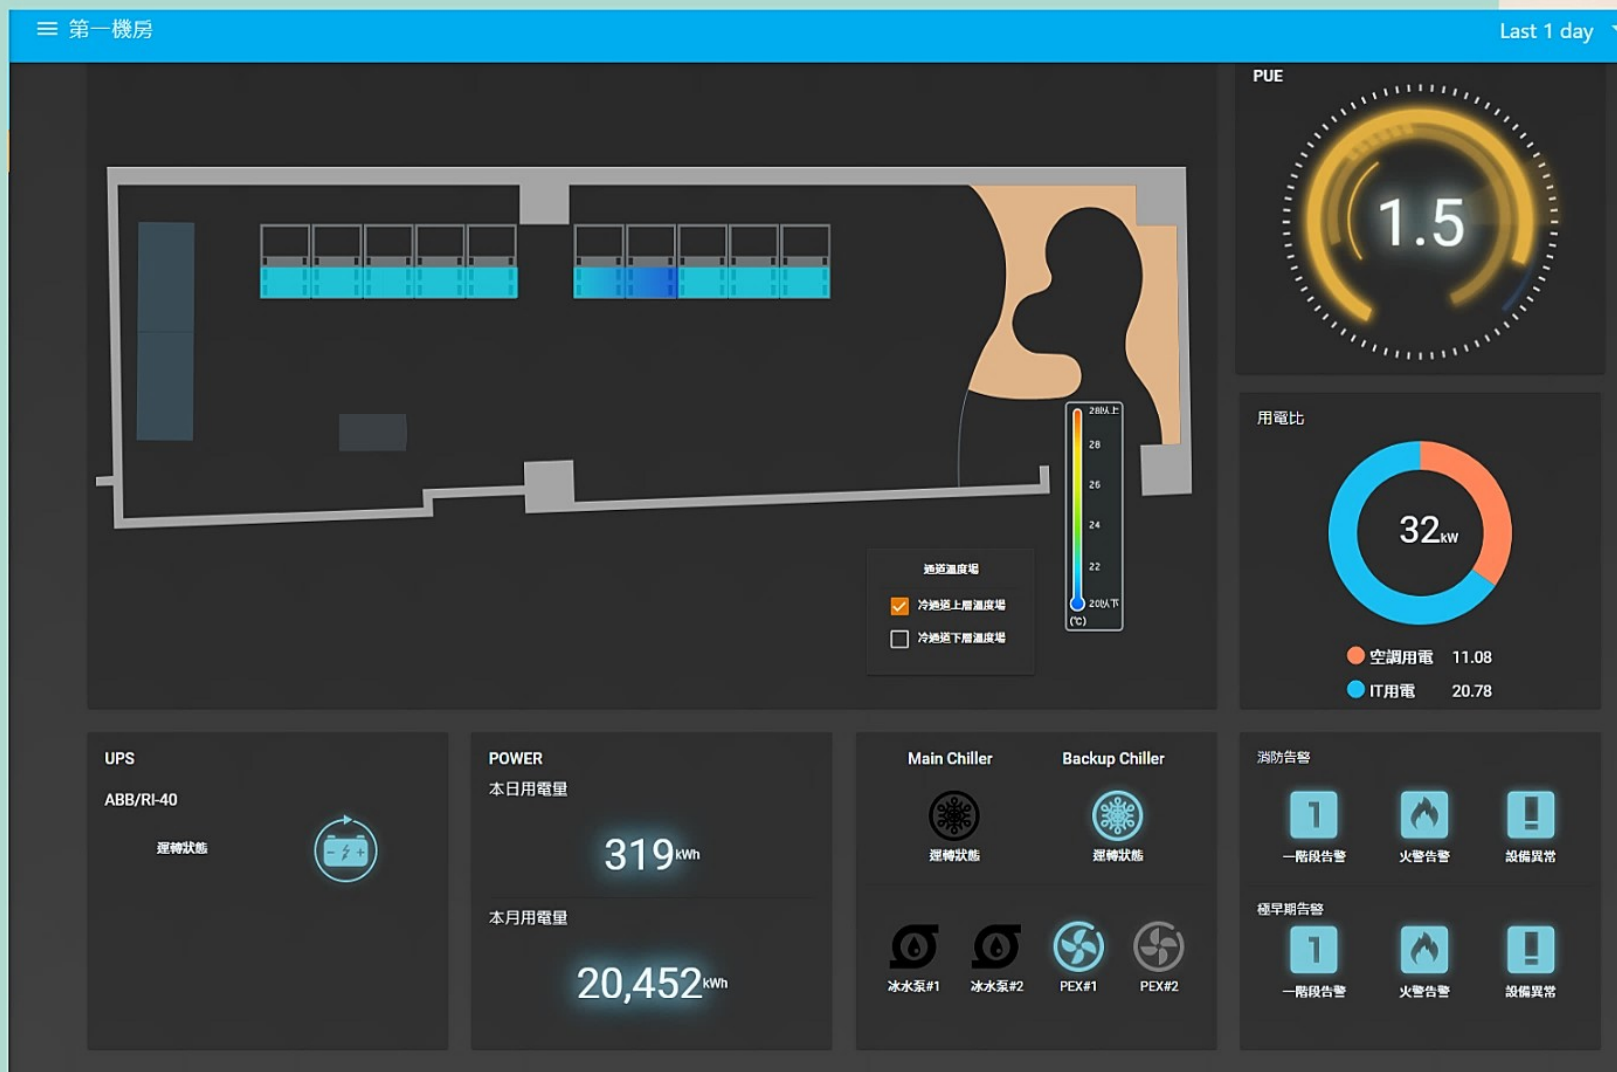 第一機房
Last 1 day
PUE
1.5
28以上
28
26
24
22
20以下
(℃)
通道溫度場
冷通道上層溫度場
冷通道下層溫度場
用電比
32kW
空調用電 11.08
IT用電 20.78
UPS
ABB/RI-40
運轉狀態
POWER
本日用電量
319kWh
本月用電量
20,452kWh
Main Chiller Backup Chiller
運轉狀態 運轉狀態
冰水泵#1 冰水泵#2 PEX#1 PEX#2
消防告警
1
一階段告警 火警告警 設備異常
極早期告警
1
一階段告警 火警告警 設備異常